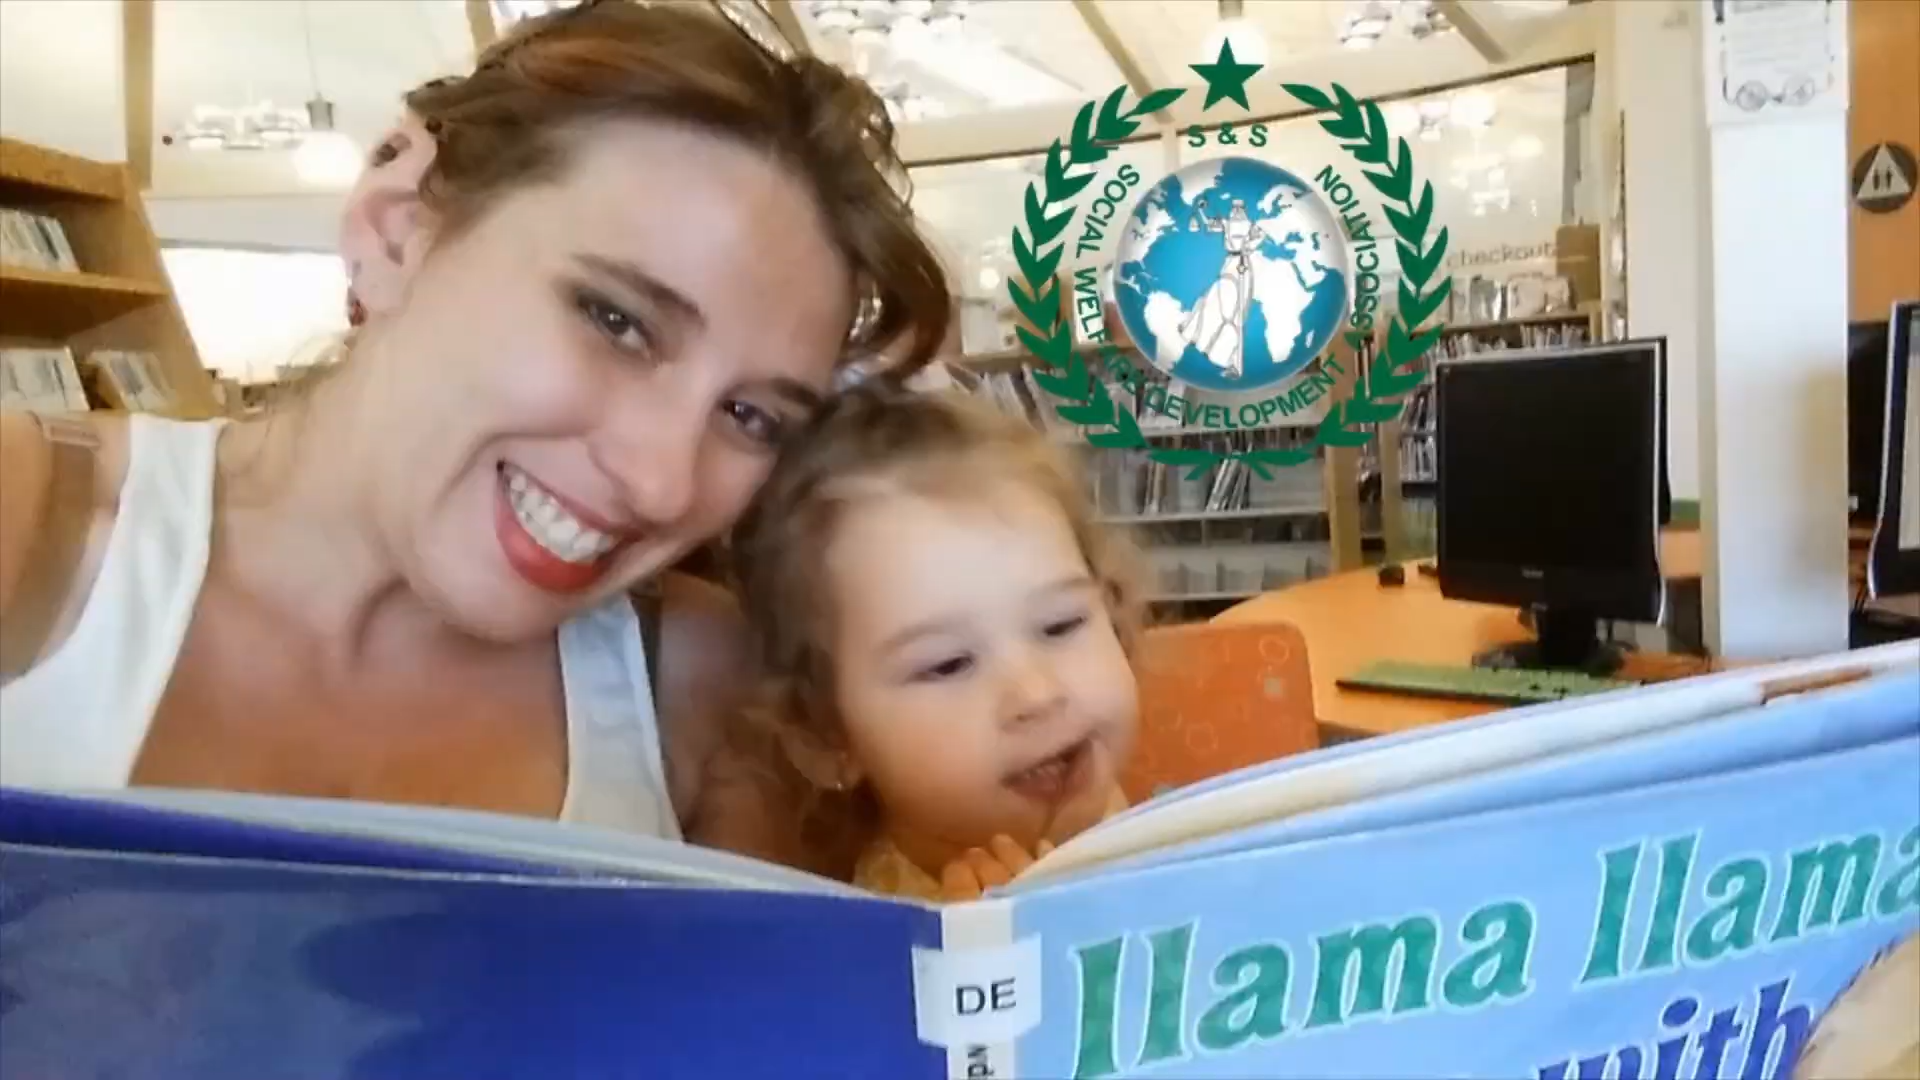 S & S
SOCIAL WELFARE DEVELOPMENT ASSOCIATION
checkout
DE
llama llama
with